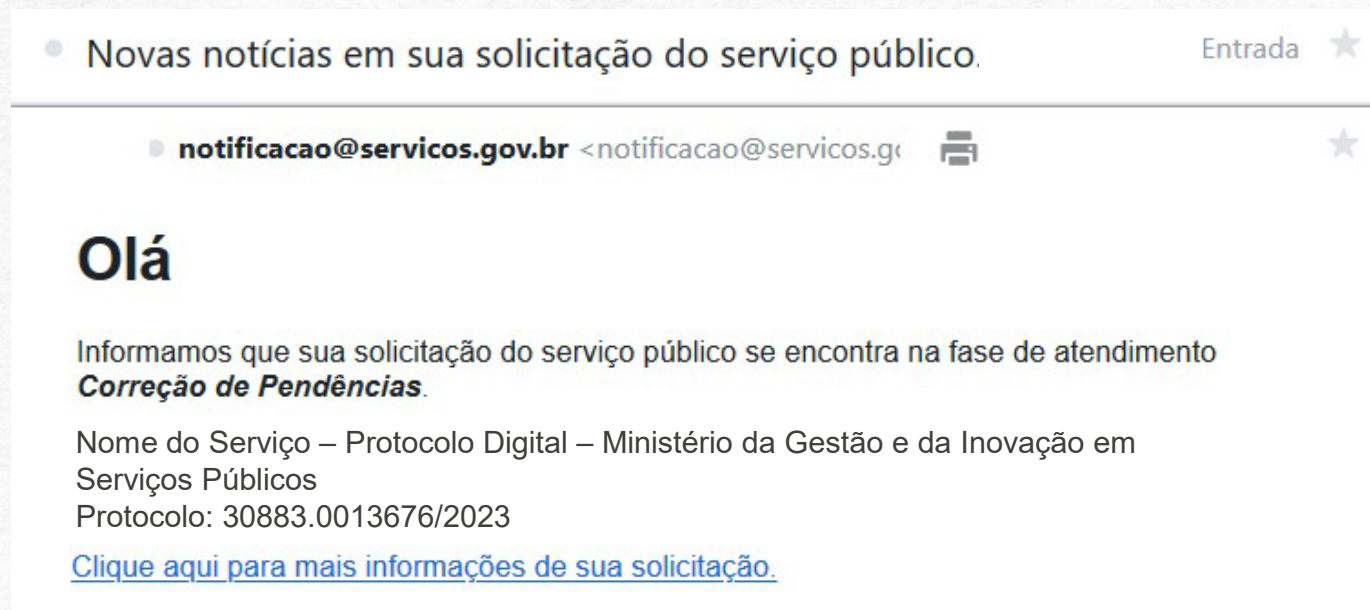 Novas notícias em sua solicitação do serviço público.
Entrada
notificacao@servicos.gov.br <notificacao@servicos.g
Olá
Informamos que sua solicitação do serviço público se encontra na fase de atendimento
Correção de Pendências.
Nome do Serviço – Protocolo Digital – Ministério da Gestão e da Inovação em
Serviços Públicos
Protocolo: 30883.0013676/2023
Clique aqui para mais informações de sua solicitação.